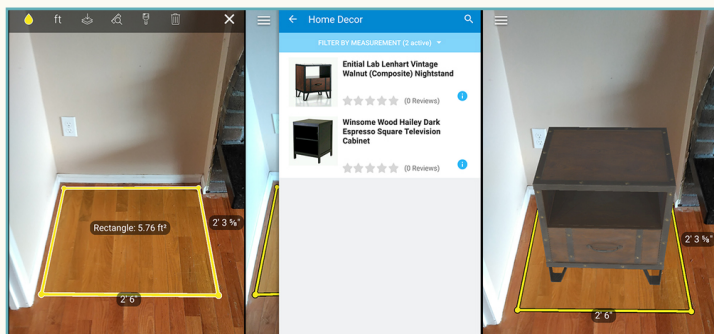 ft
Rectangle: 5.76 ft²
2' 3 ⅝"
2' 6"
Home Decor
FILTER BY MEASUREMENT (2 active)
Enitial Lab Lenhart Vintage
Walnut (Composite) Nightstand
(0 Reviews)
Winsome Wood Hailey Dark
Espresso Square Television
Cabinet
(0 Reviews)
2' 3 ⅝"
2' 6"